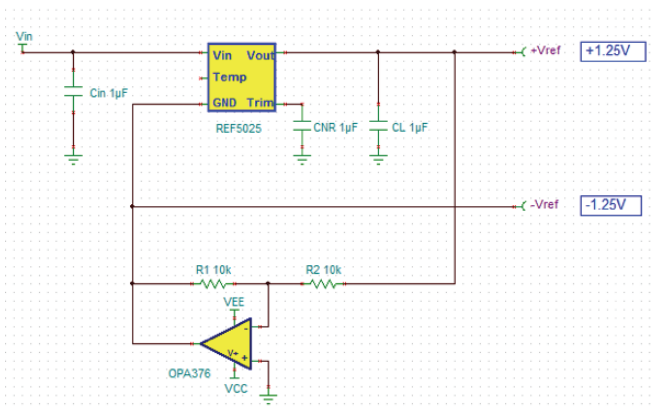 Vin
Vin Vout
+Vref
+1.25V
Temp
Cin 1µF
GND Trim
REF5025
CNR 1µF
CL 1µF
-Vref
-1.25V
R1 10k
R2 10k
VEE
-
V+ +
OPA376
VCC